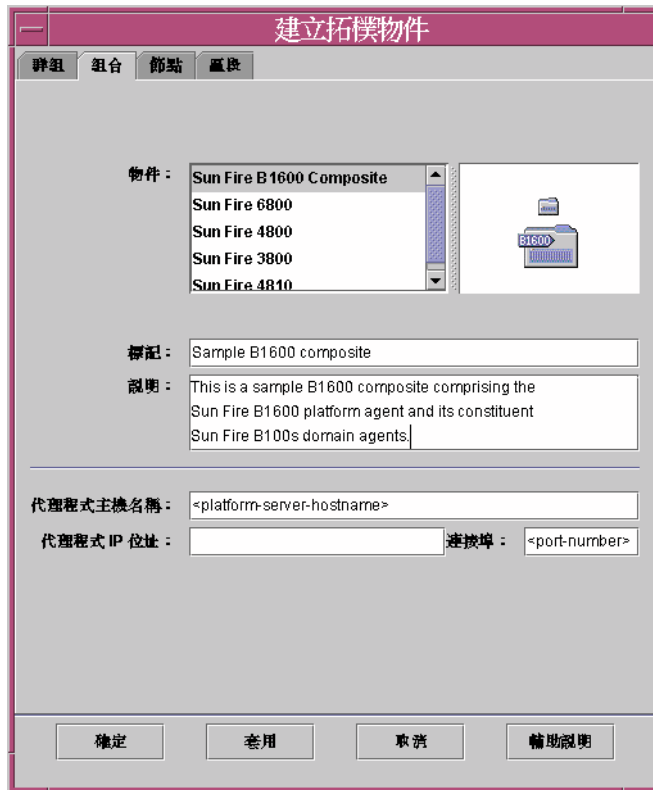 建立拓樸物件
群組 組合 節點 區段
物件：
Sun Fire B1600 Composite
Sun Fire 6800
Sun Fire 4800
Sun Fire 3800
Sun Fire 4810
B1600
標記： Sample B1600 composite
說明： This is a sample B1600 composite comprising the
Sun Fire B1600 platform agent and its constituent
Sun Fire B100s domain agents.
代理程式主機名稱： <platform-server-hostname>
代理程式 IP 位址： 連接埠： <port-number>
確定 套用 取消 輔助說明